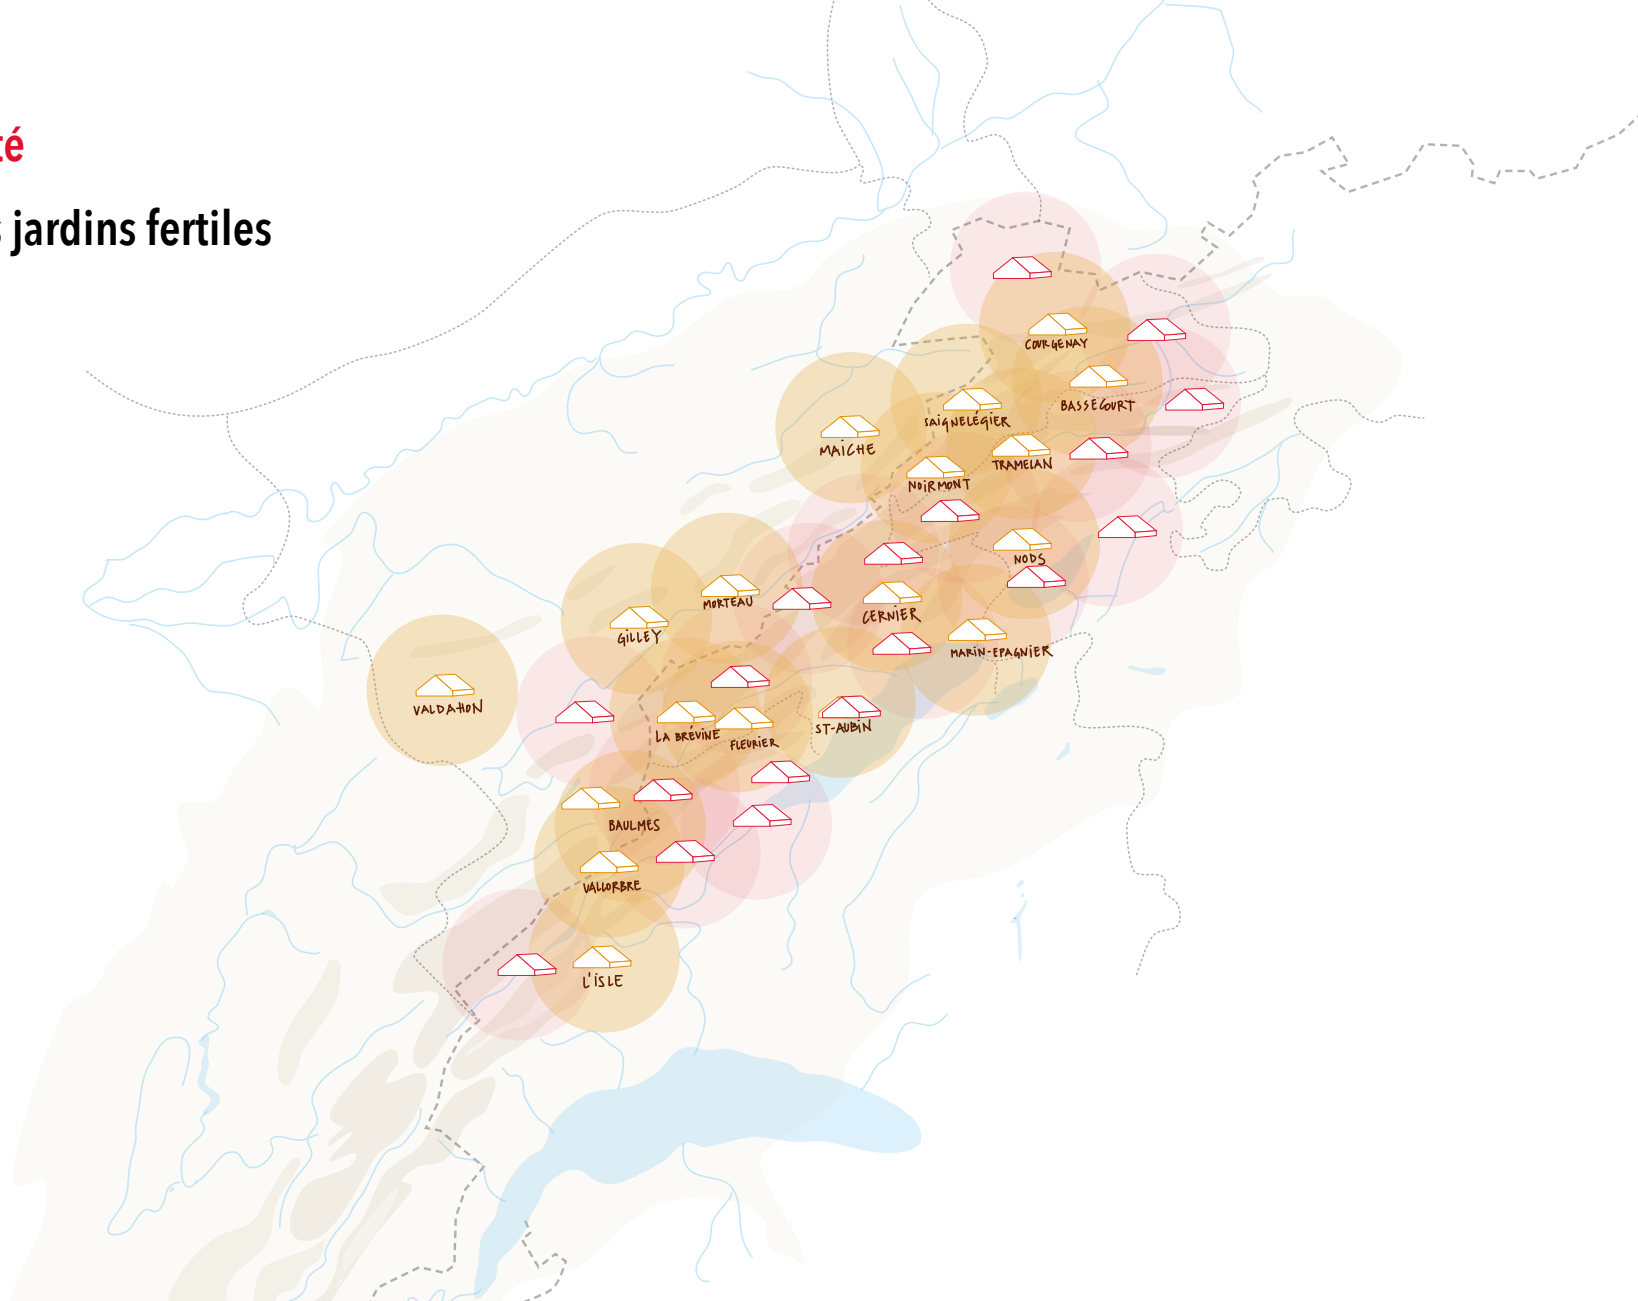 té
s jardins fertiles
COURGENAY
BASSECOURT
SAIGNELÉGIER
MAICHE
TRAMELAN
NOIRMONT
NODS
MORTEAU
CERNIER
GILLEY
MARIN-EPAGNIER
VALDAHON
ST-AUBIN
LA BRÉVINE
FLEURIER
BAULMES
VALLORBRE
L'ISLE